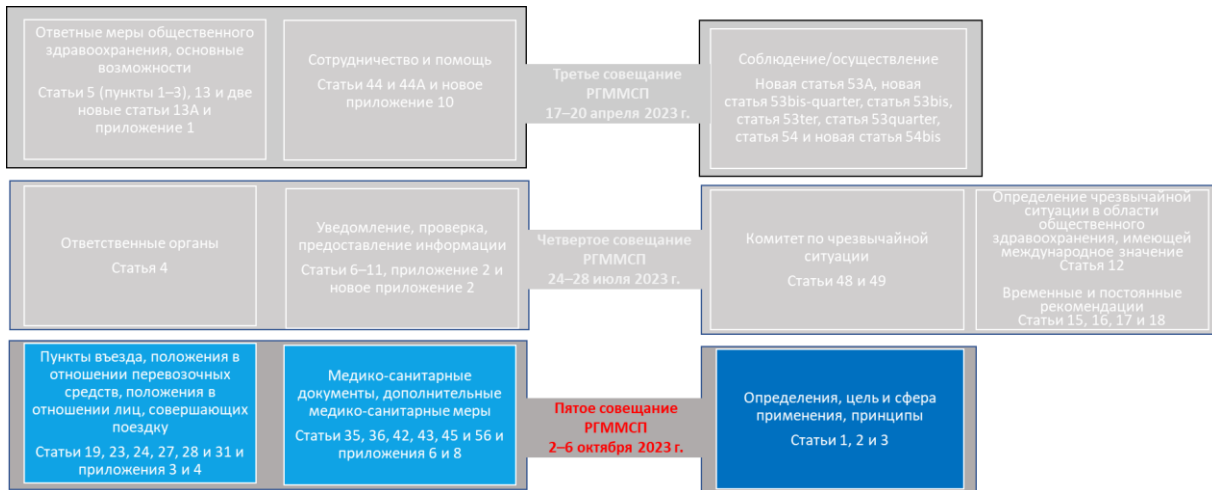 Ответные меры общественного
здравоохранения, основные
возможности
Статьи 5 (пункты 1–3), 13 и две
новые статьи 13А и
приложение 1
Сотрудничество и помощь
Статьи 44 и 44А и новое
приложение 10
Третье совещание
РГММСП
17–20 апреля 2023 г.
Соблюдение/осуществление
Новая статья 53А, новая
статья 53bis-quarter, статья 53bis,
статья 53ter, статья 53quarter,
статья 54 и новая статья 54bis
Ответственные органы
Статья 4
Уведомление, проверка,
предоставление информации
Статьи 6–11, приложение 2 и
новое приложение 2
Четвертое совещание
РГММСП
24–28 июля 2023 г.
Комитет по чрезвычайной
ситуации
Статьи 48 и 49
Определение чрезвычайной
ситуации в области
общественного
здравоохранения, имеющей
международное значение
Статья 12
Временные и постоянные
рекомендации
Статьи 15, 16, 17 и 18
Пункты въезда, положения в
отношении перевозочных
средств, положения в
отношении лиц, совершающих
поездку
Статьи 19, 23, 24, 27, 28 и 31 и
приложения 3 и 4
Медико-санитарные
документы, дополнительные
медико-санитарные меры
Статьи 35, 36, 42, 43, 45 и 56 и
приложения 6 и 8
Пятое совещание
РГММСП
2–6 октября 2023 г.
Определения, цель и сфера
применения, принципы
Статьи 1, 2 и 3